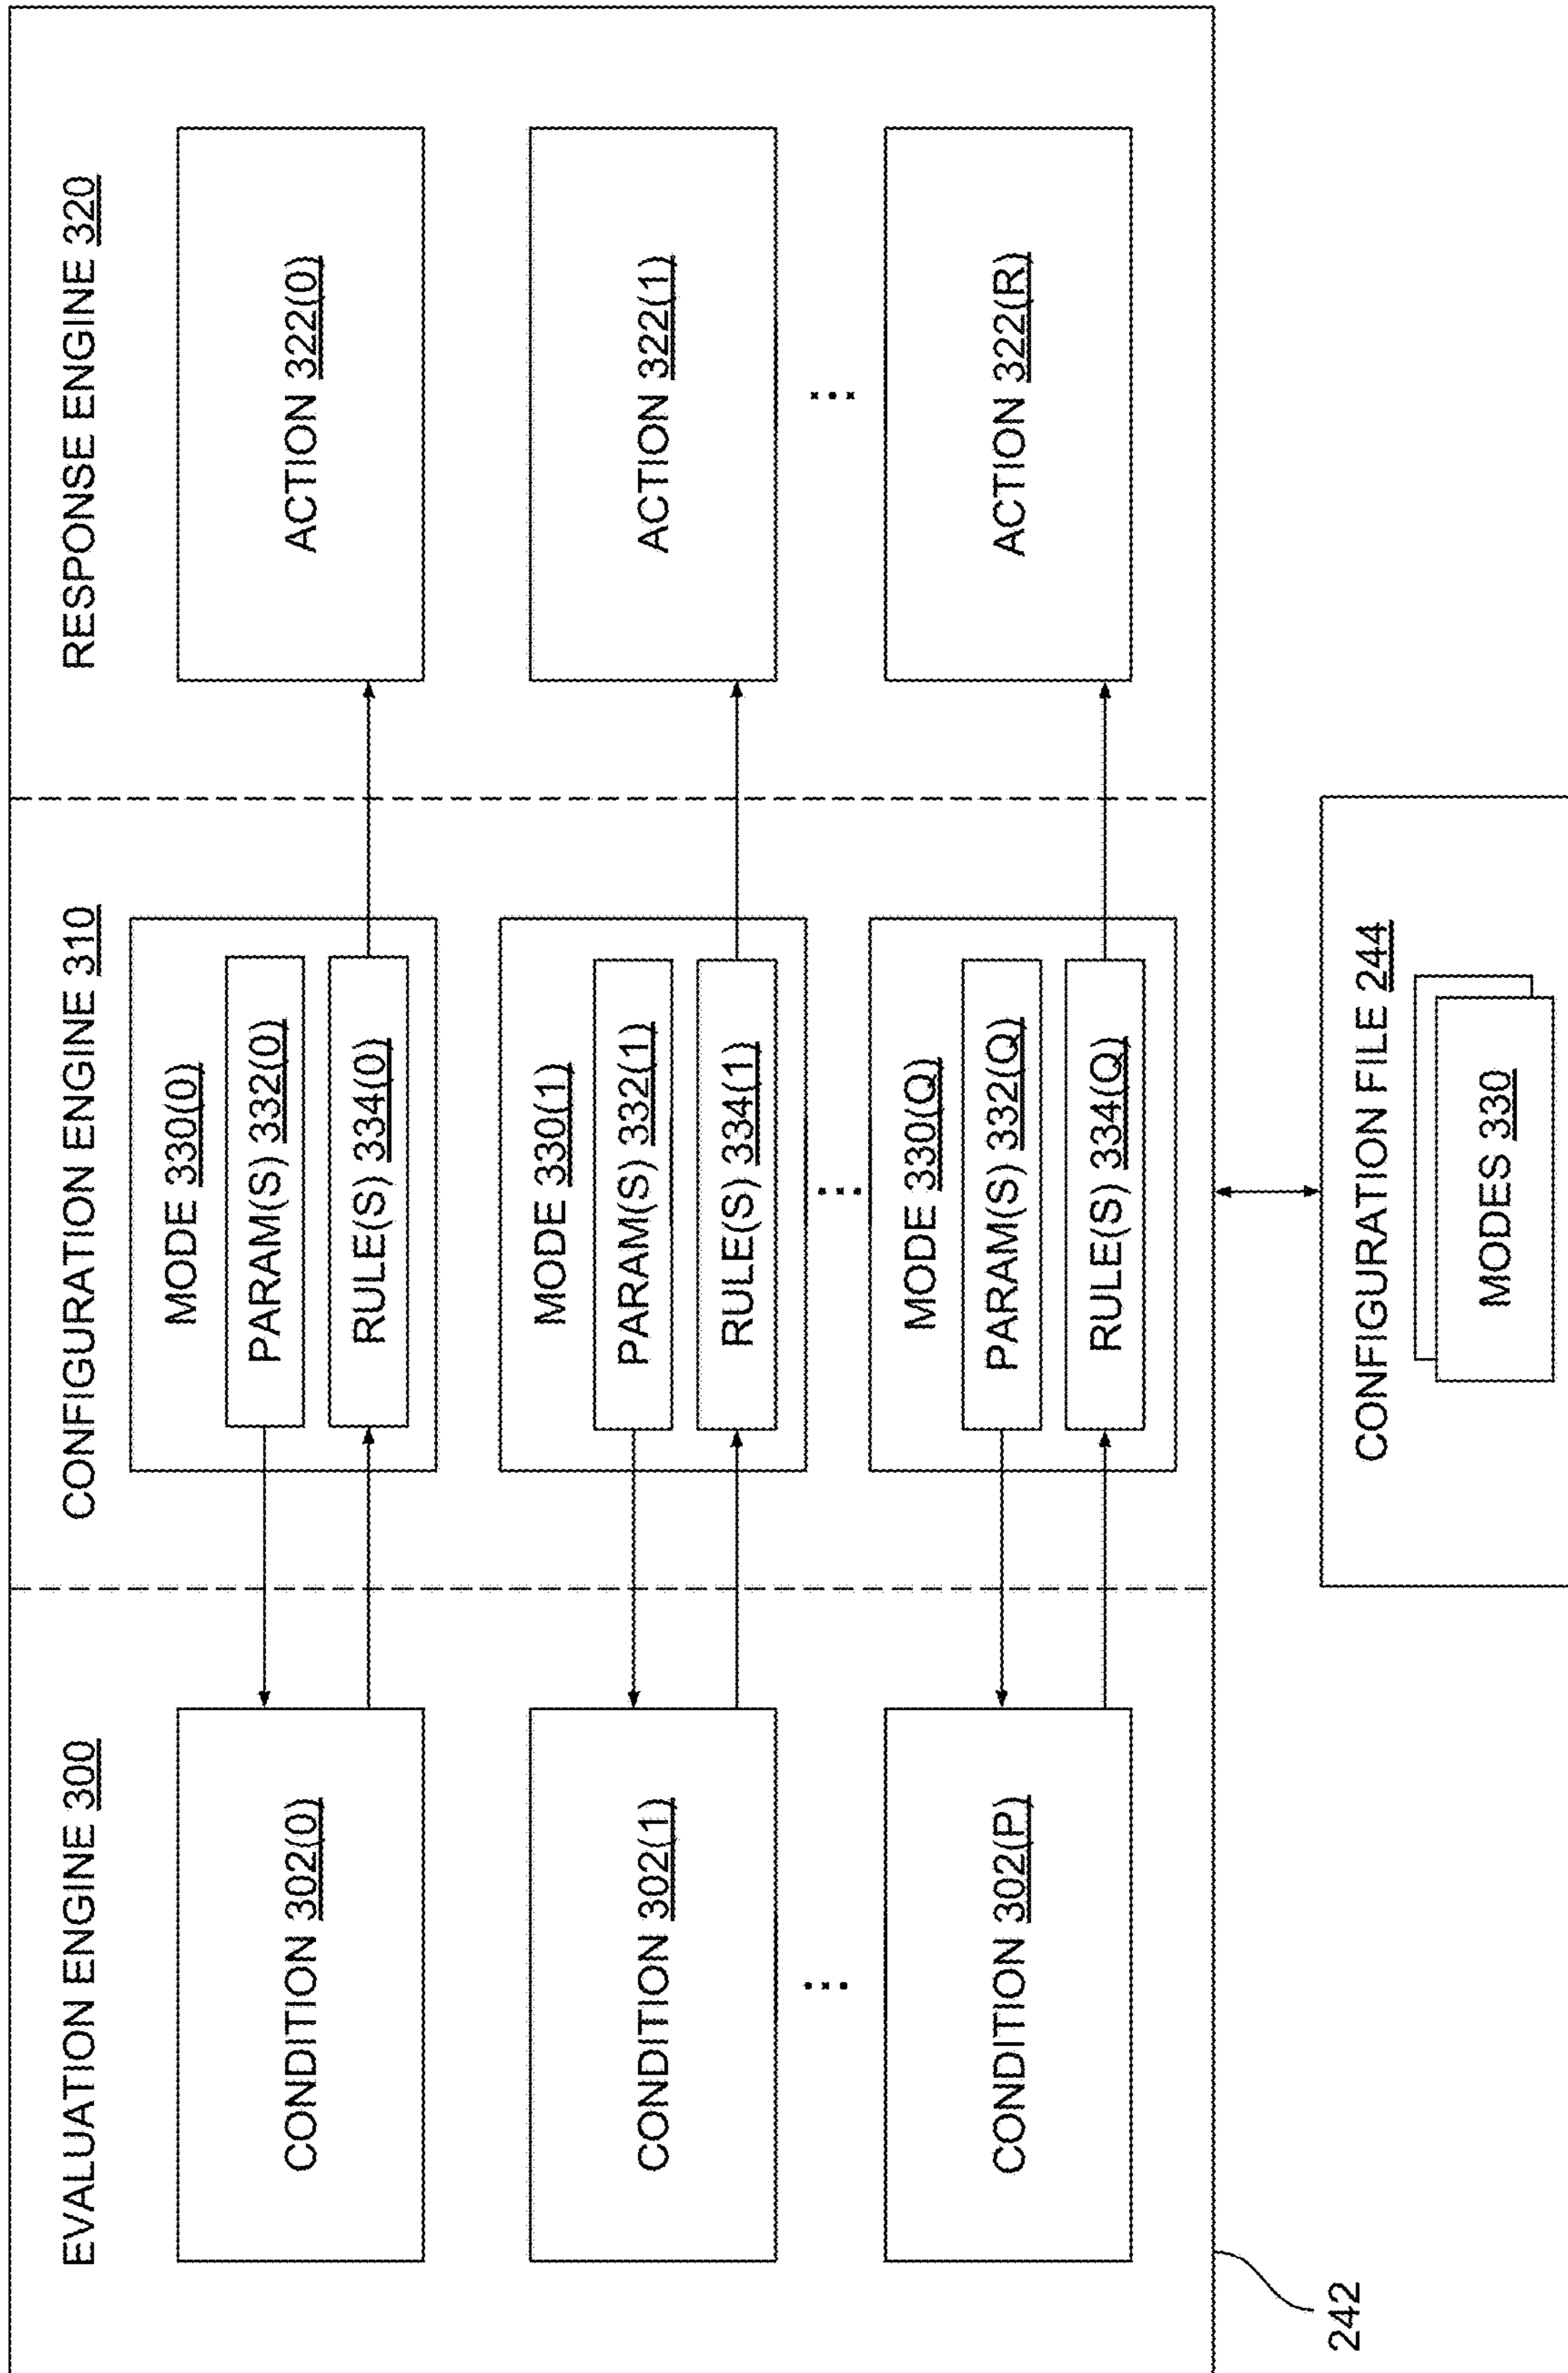 EVALUATION ENGINE 300
CONDITION 302(0)
CONDITION 302(1)
CONDITION 302(P)
CONFIGURATION ENGINE 310
MODE 330(0)
PARAM(S) 332(0)
RULE(S) 334(0)
MODE 330(1)
PARAM(S) 332(1)
RULE(S) 334(1)
MODE 330(Q)
PARAM(S) 332(Q)
RULE(S) 334(Q)
RESPONSE ENGINE 320
ACTION 322(0)
ACTION 322(1)
ACTION 322(R)
242
CONFIGURATION FILE 244
MODES 330